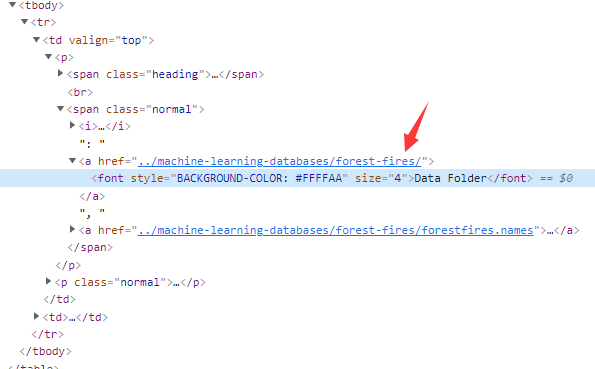 ▼<tbody>
▼<tr>
▼<td valign="top">
▼<p>
▶<span class="heading">…</span>
<br>
▼<span class="normal">
▶<i>…</i>
": "
▼<a href="../machine-learning-databases/forest-fires/">
<font style="BACKGROUND-COLOR: #FFFFAA" size="4">Data Folder</font> == $0
</a>
", "
▶<a href="../machine-learning-databases/forest-fires/forestfires.names">…</a>
</span>
</p>
▶<p class="normal">…</p>
</td>
▶<td>…</td>
</tr>
</tbody>
</table>